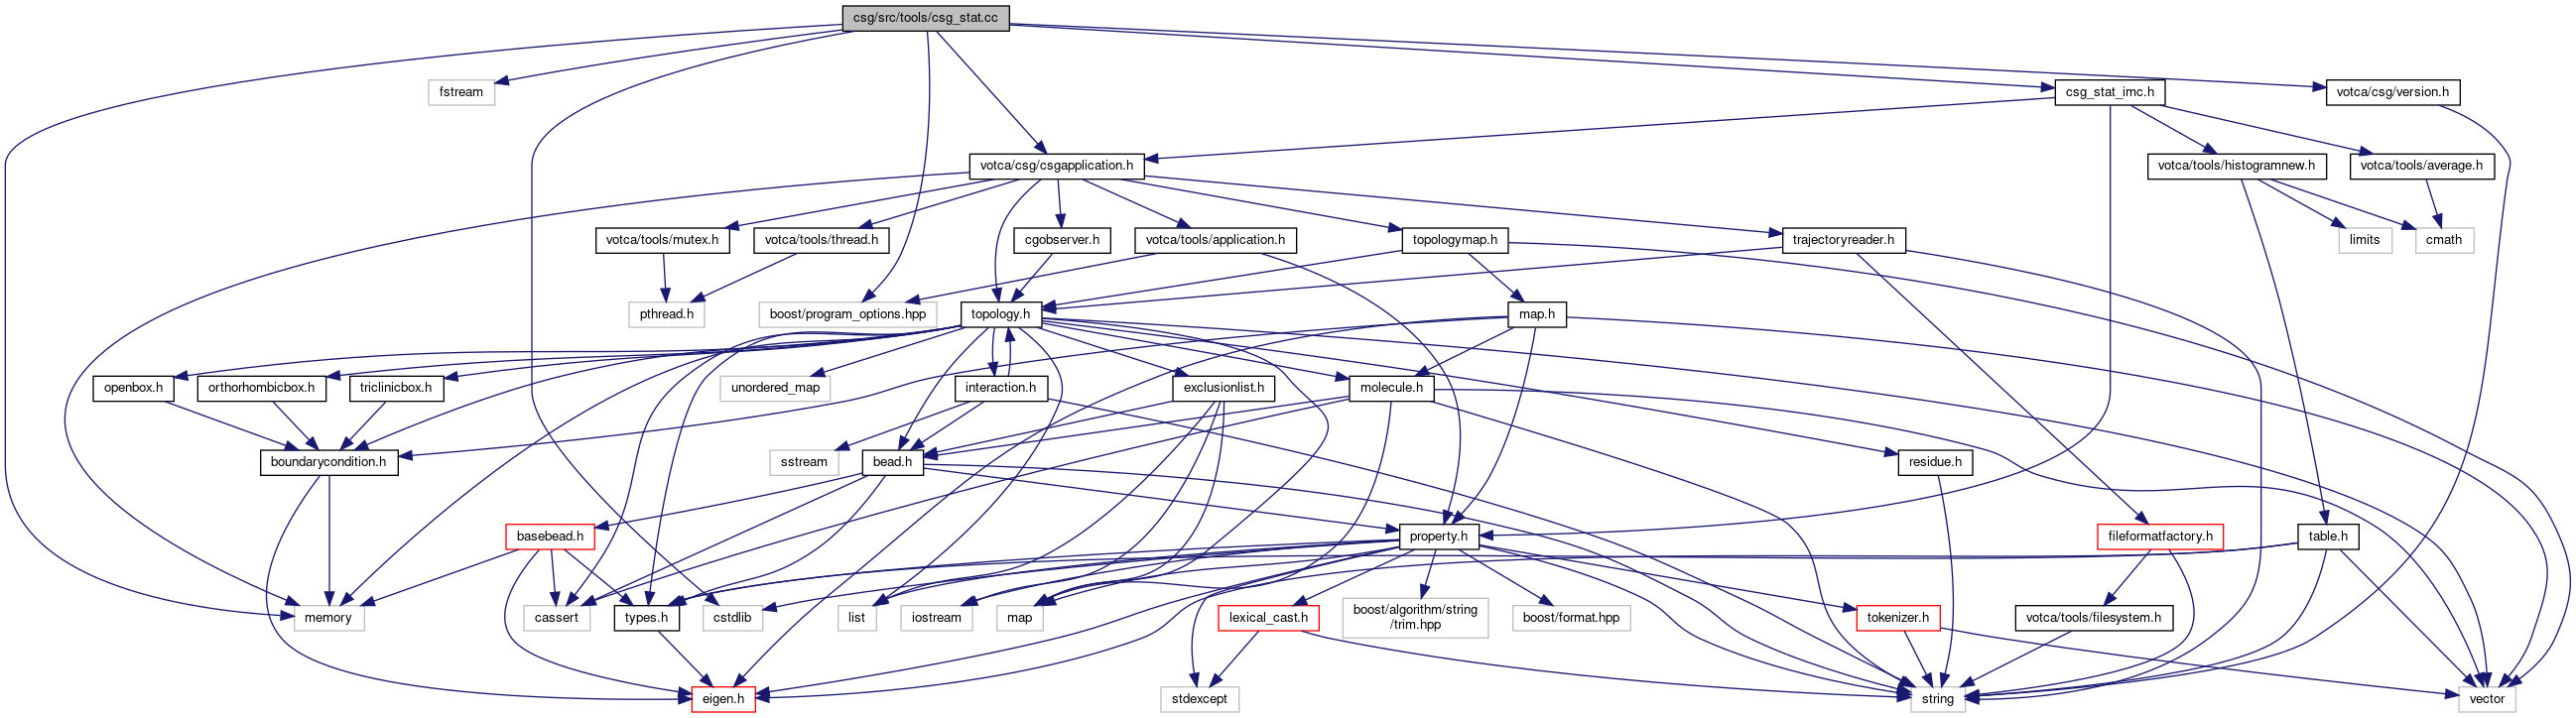 csg/src/tools/csg_stat.cc
fstream
csg_stat_imc.h
votca/csg/version.h
votca/csg/csgapplication.h
votca/tools/histogramnew.h
votca/tools/average.h
votca/tools/mutex.h
votca/tools/thread.h
cgobserver.h
votca/tools/application.h
topologymap.h
trajectoryreader.h
limits
cmath
pthread.h
boost/program_options.hpp
topology.h
map.h
openbox.h
orthorhombicbox.h
triclinicbox.h
unordered_map
interaction.h
exclusionlist.h
molecule.h
boundarycondition.h
sstream
bead.h
residue.h
basebead.h
property.h
fileformatfactory.h
table.h
memory
cassert
types.h
cstdlib
list
iostream
map
lexical_cast.h
boost/algorithm/string
/trim.hpp
boost/format.hpp
tokenizer.h
votca/tools/filesystem.h
eigen.h
stdexcept
string
vector